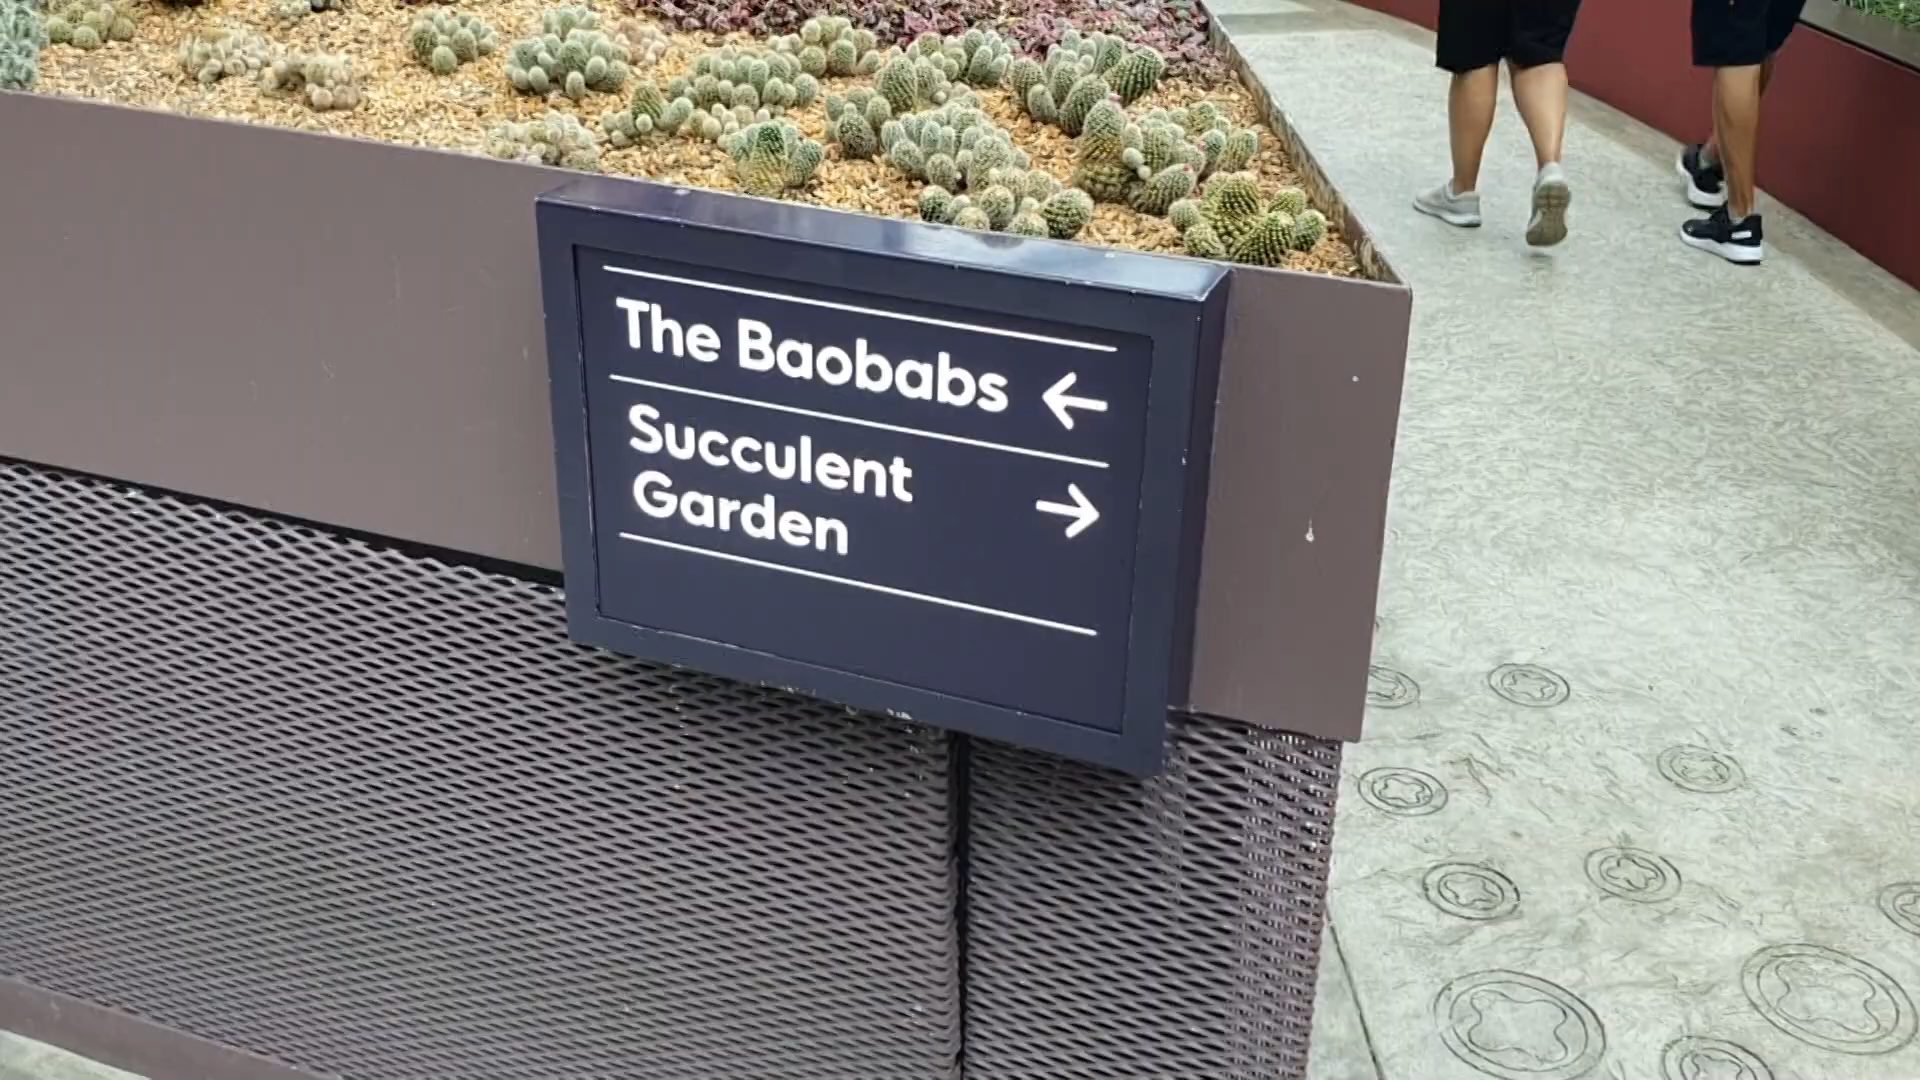 The Baobabs ←
Succulent
Garden →